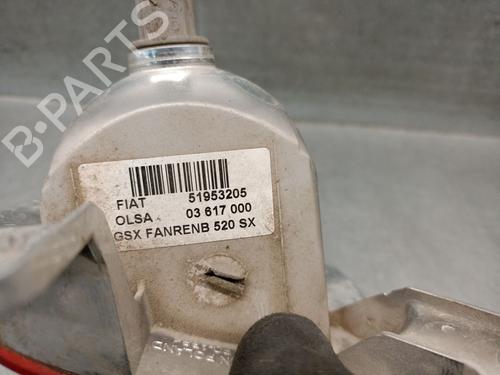 B-PARTS
FIAT 51953205
OLSA 03 617 000
GSX FANRENB 520 SX